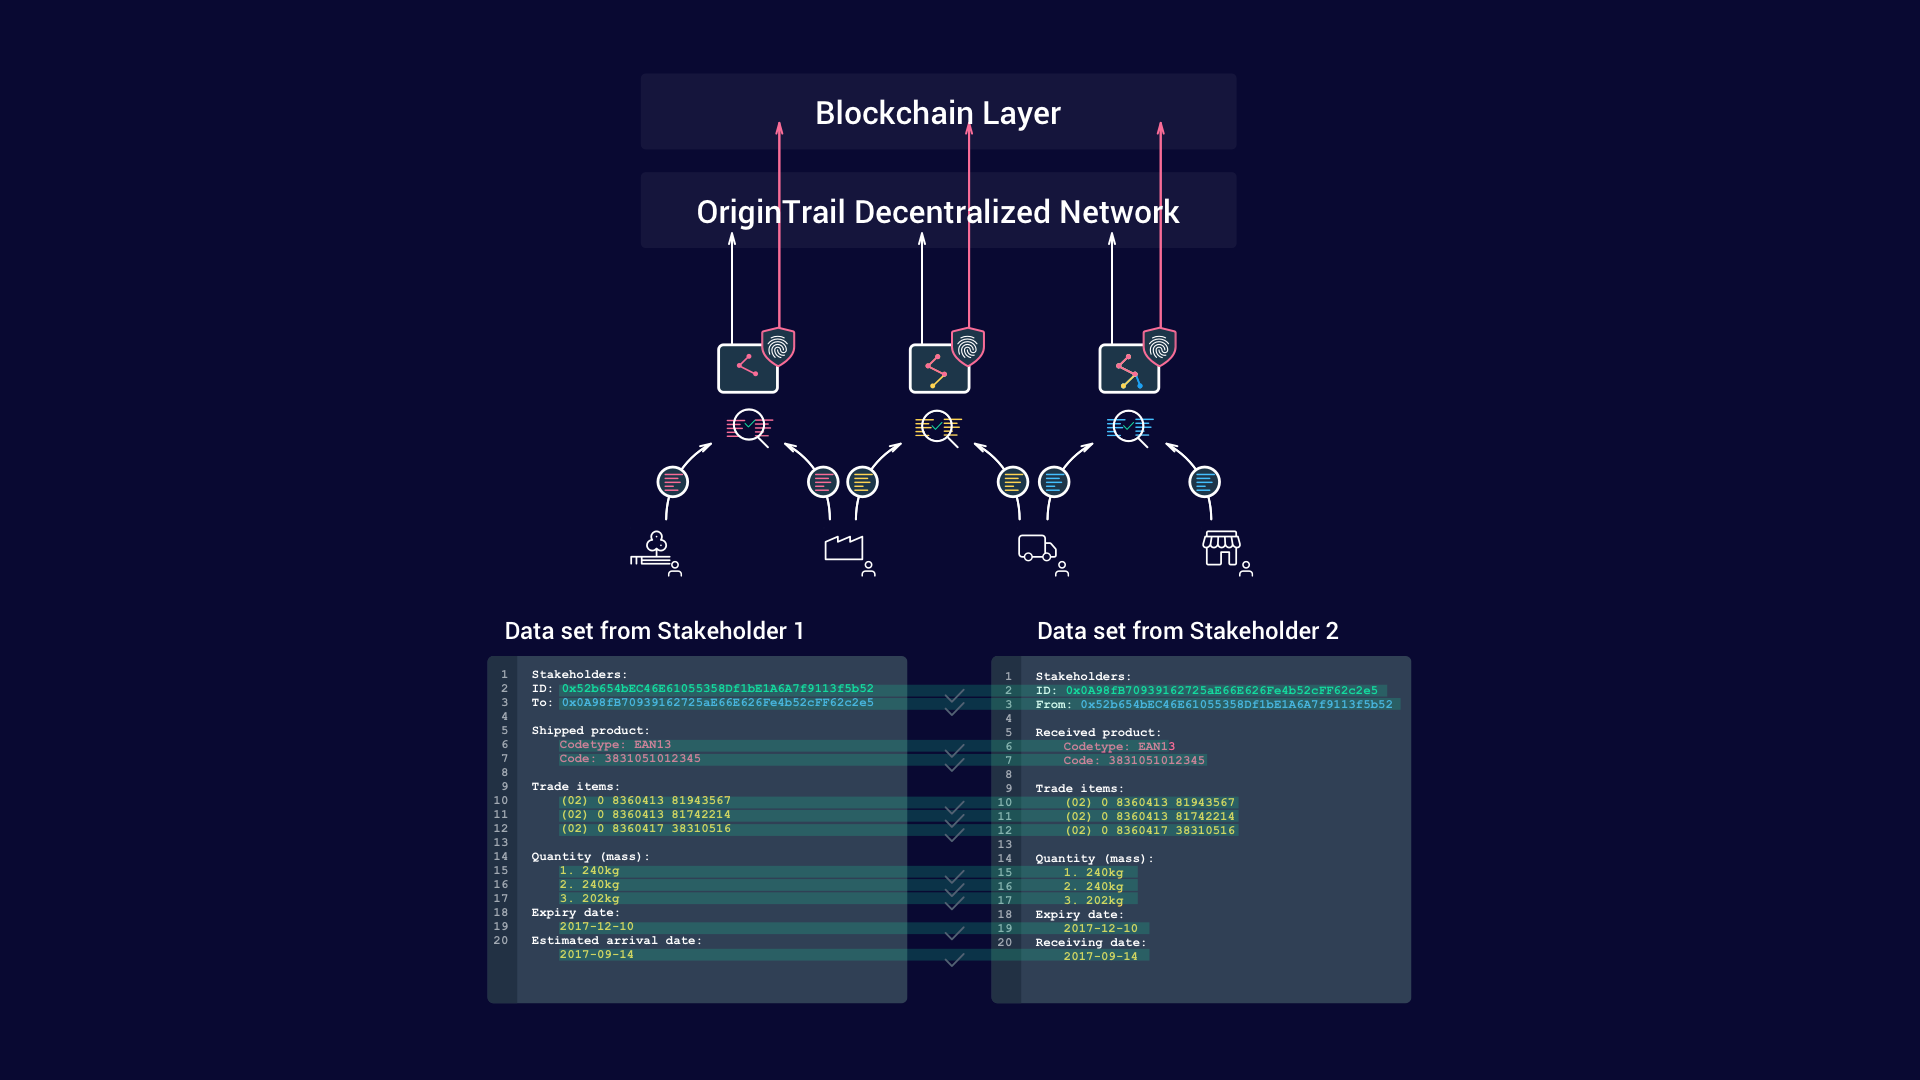 Blockchain Layer
OriginTrail Decentralized Network
Data set from Stakeholder 1
1 Stakeholders:
2 ID: 0x52b654bEC46E61055358Df1bE1A6A7f9113f5b52
3 To: 0x0A98fB70939162725aE66E626Fe4b52cFF62c2e5
4
5 Shipped product:
6 Codetype: EAN13
7 Code: 3831051012345
8
9 Trade items:
10 (02) 0 8360413 81943567
11 (02) 0 8360413 81742214
12 (02) 0 8360417 38310516
13
14 Quantity (mass):
15 1. 240kg
16 2. 240kg
17 3. 202kg
18 Expiry date:
19 2017-12-10
20 Estimated arrival date:
2017-09-14
Data set from Stakeholder 2
1 Stakeholders:
2 ID: 0x0A98fB70939162725aE66E626Fe4b52cFF62c2e5
3 From: 0x52b654bEC46E61055358Df1bE1A6A7f9113f5b52
4
5 Received product:
6 Codetype: EAN13
7 Code: 3831051012345
8
9 Trade items:
10 (02) 0 8360413 81943567
11 (02) 0 8360413 81742214
12 (02) 0 8360417 38310516
13
14 Quantity (mass):
15 1. 240kg
16 2. 240kg
17 3. 202kg
18 Expiry date:
19 2017-12-10
20 Receiving date:
2017-09-14